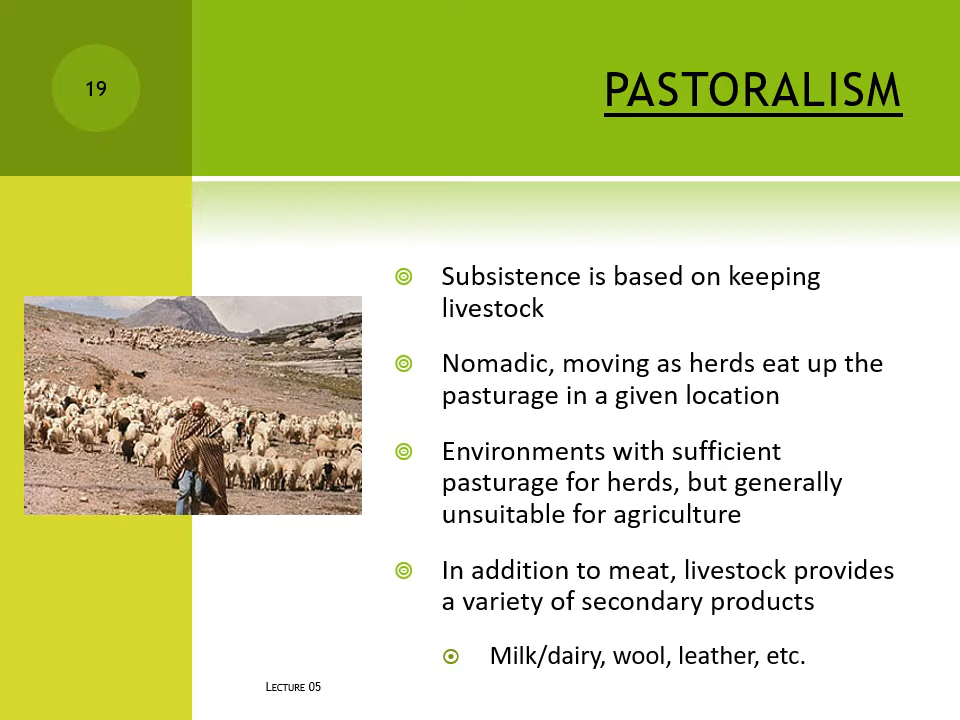 19
PASTORALISM
Subsistence is based on keeping
livestock
Nomadic, moving as herds eat up the
pasturage in a given location
Environments with sufficient
pasturage for herds, but generally
unsuitable for agriculture
In addition to meat, livestock provides
a variety of secondary products
Milk/dairy, wool, leather, etc.
LECTURE 05